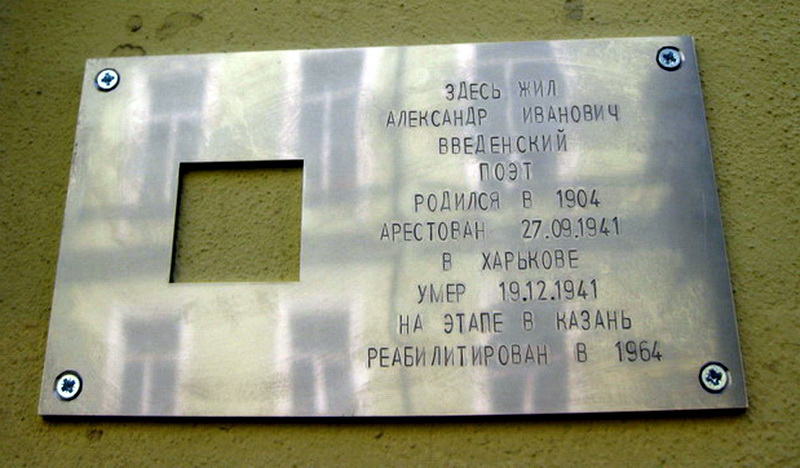 ЗДЕСЬ ЖИЛ
АЛЕКСАНДР ИВАНОВИЧ
ВВЕДЕНСКИЙ
ПОЭТ
РОДИЛСЯ В 1904
АРЕСТОВАН 27.09.1941
В ХАРЬКОВЕ
УМЕР 19.12.1941
НА ЭТАПЕ В КАЗАНЬ
РЕАБИЛИТИРОВАН В 1964